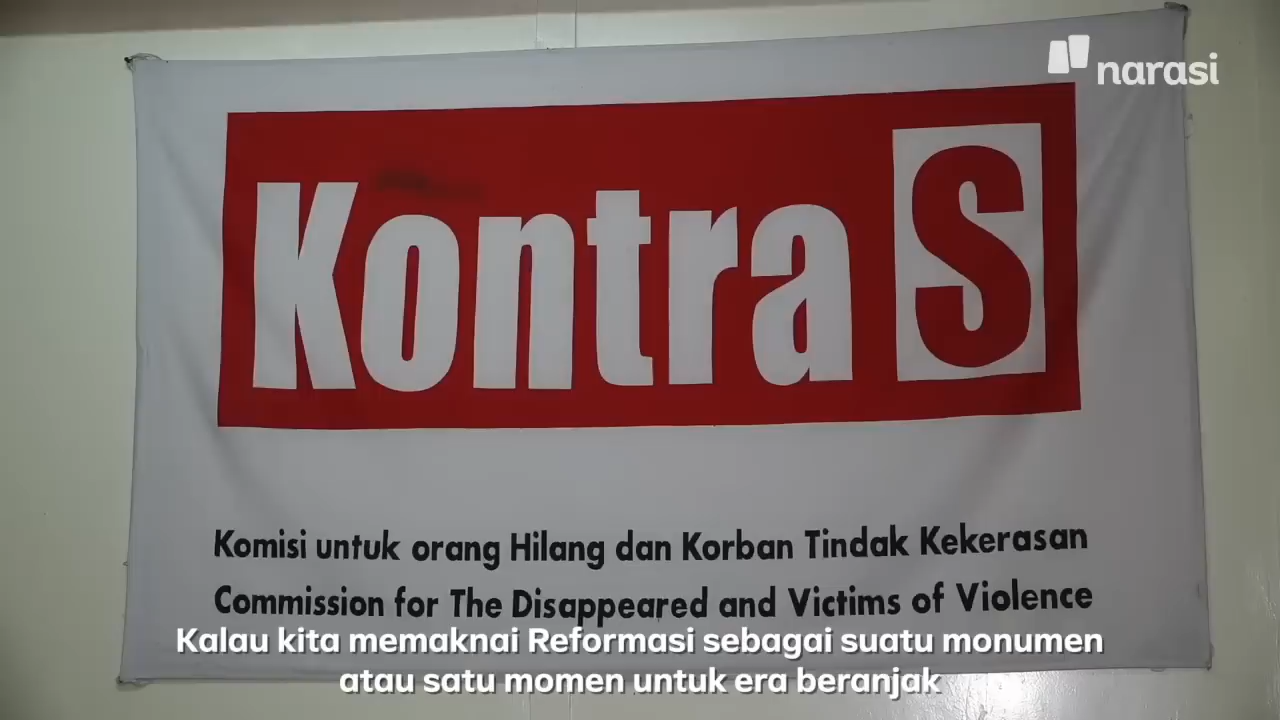 narasi
Kontra S
Komisi untuk orang Hilang dan Korban Tindak Kekerasan
Commission for The Disappeared and Victims of Violence
Kalau kita memaknai Reformasi sebagai suatu monumen
atau satu momen untuk era beranjak